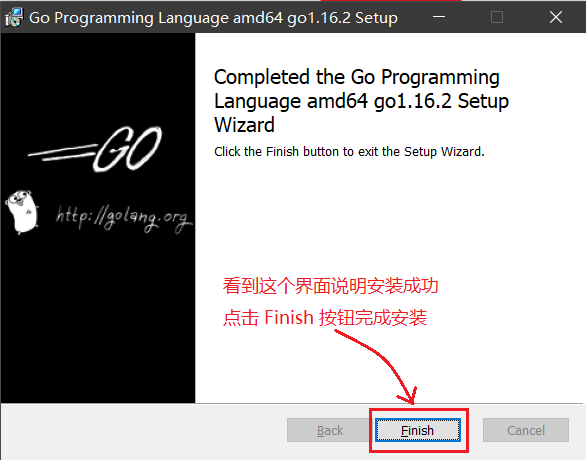 Go Programming Language amd64 go1.16.2 Setup
Completed the Go Programming
Language amd64 go1.16.2 Setup
Wizard
Click the Finish button to exit the Setup Wizard.
GO
http://golang.org
看到这个界面说明安装成功
点击 Finish 按钮完成安装
Back
Finish
Cancel